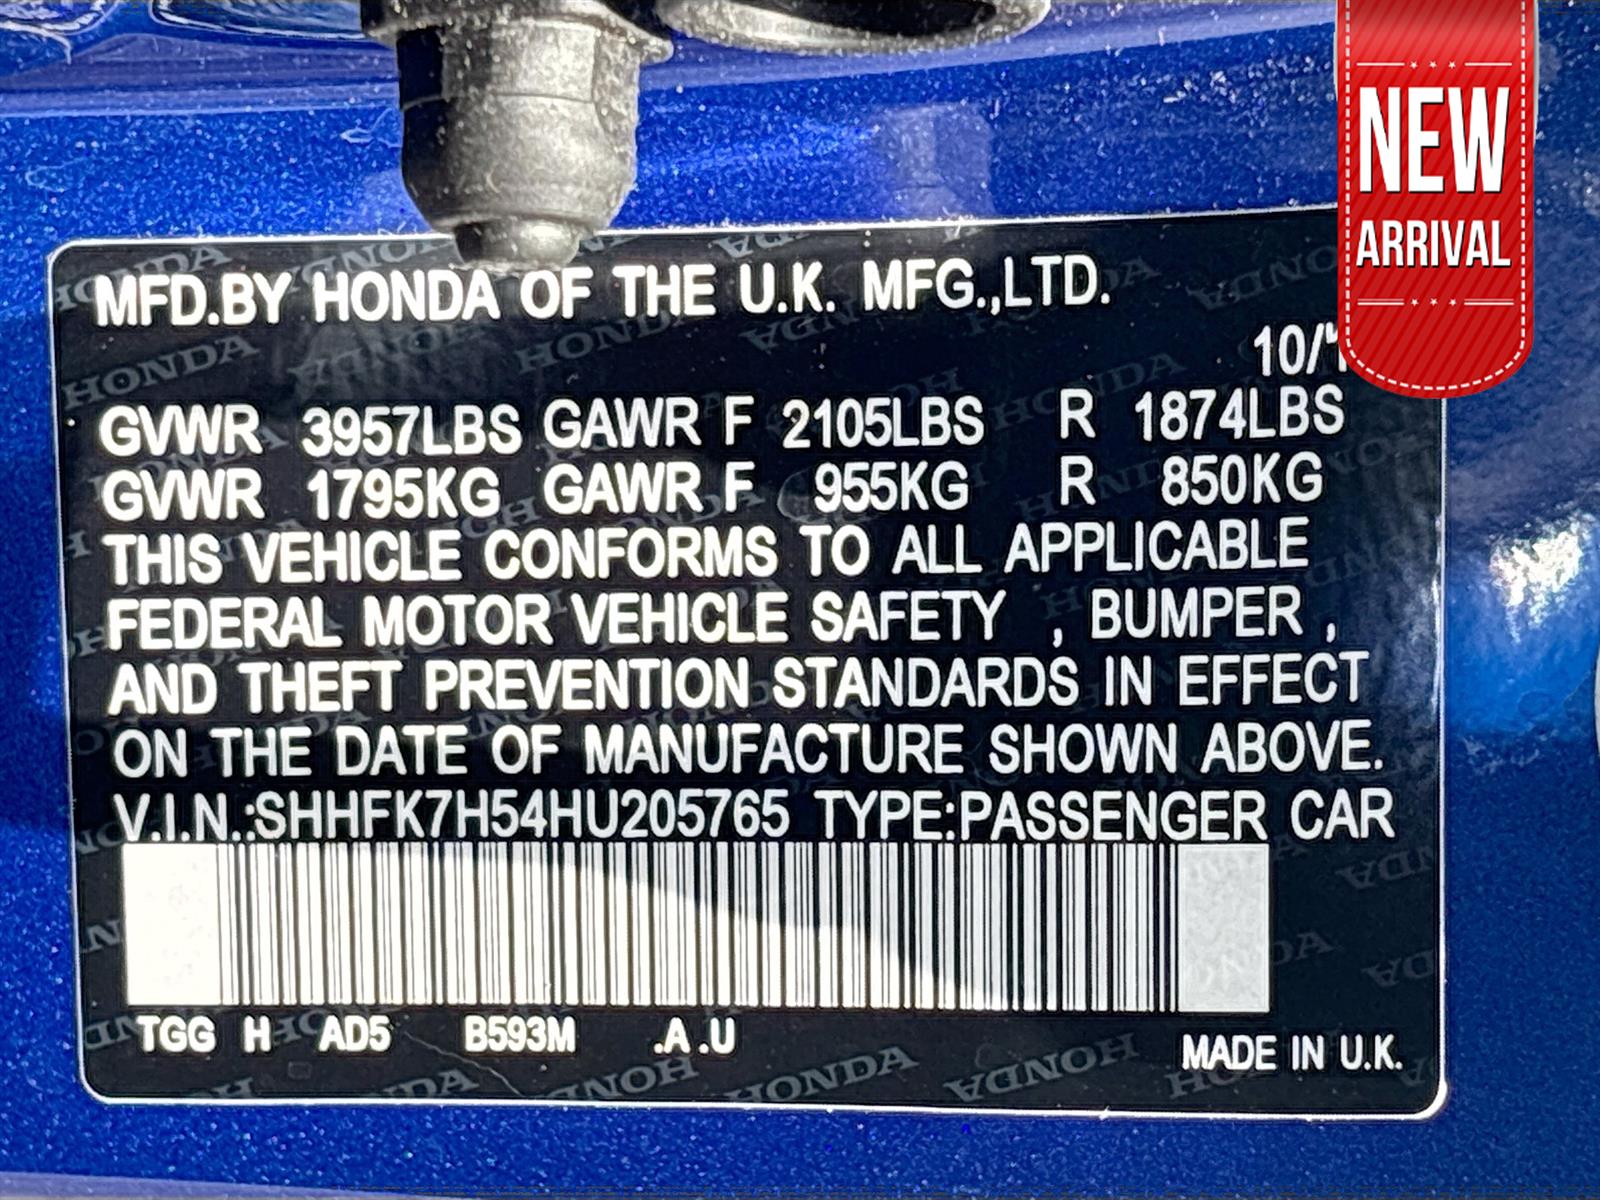 NEW
ARRIVAL
MFD.BY HONDA OF THE U.K. MFG.,LTD.
10/
GVWR 3957LBS GAWR F 2105LBS R 1874LBS
GVWR 1795KG GAWR F 955KG R 850KG
THIS VEHICLE CONFORMS TO ALL APPLICABLE
FEDERAL MOTOR VEHICLE SAFETY , BUMPER ,
AND THEFT PREVENTION STANDARDS IN EFFECT
ON THE DATE OF MANUFACTURE SHOWN ABOVE.
V.I.N.:SHHFK7H54HU205765 TYPE:PASSENGER CAR
TGG H AD5 B593M .A .U
MADE IN U.K.